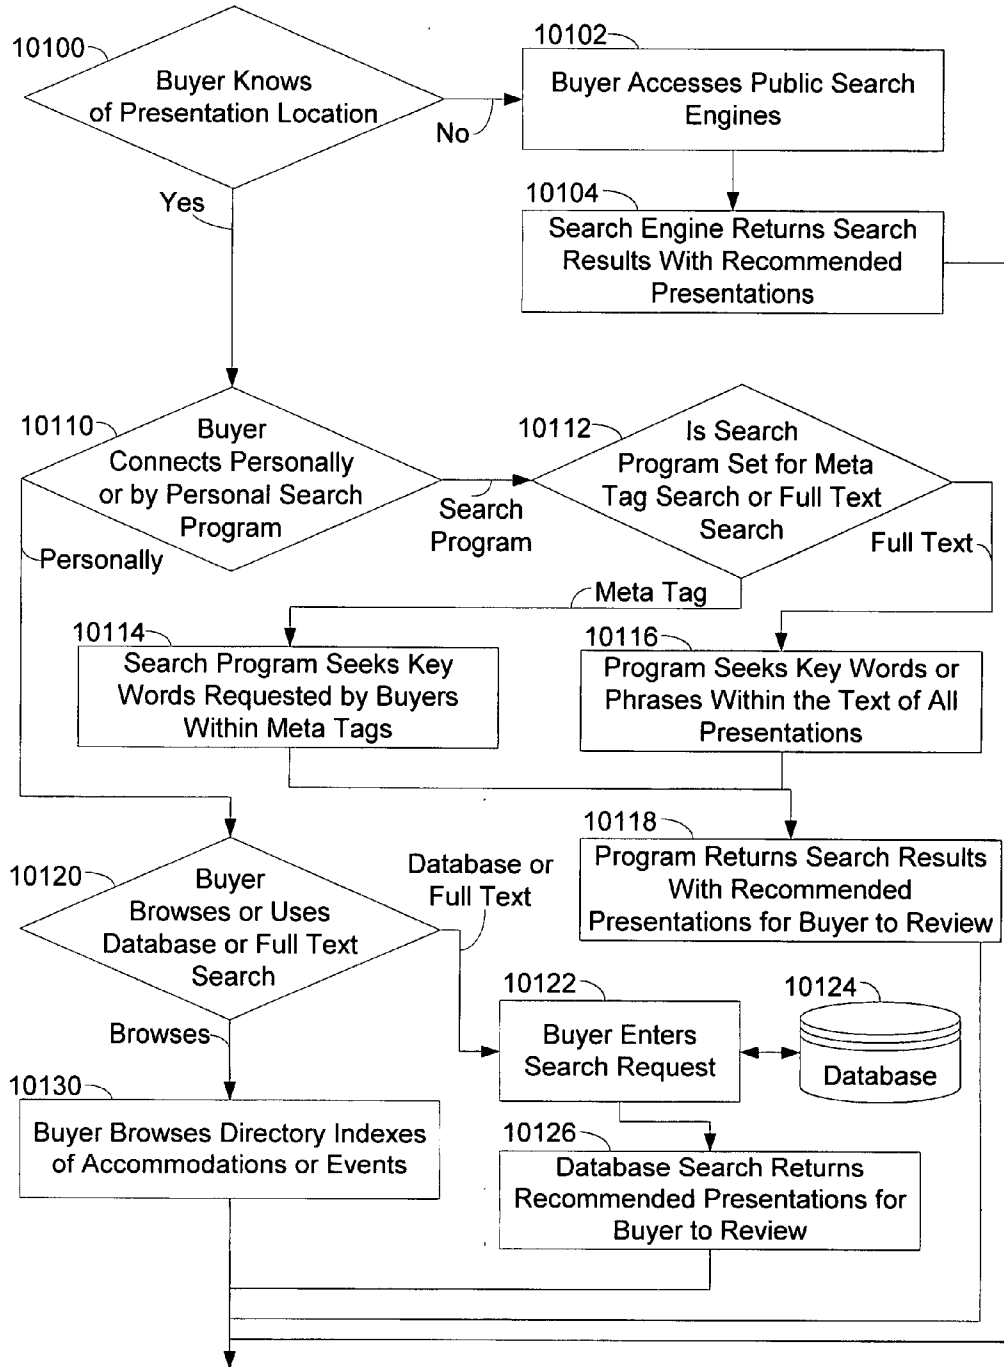 10100
Buyer Knows
of Presentation Location
No
Yes
10102
Buyer Accesses Public Search
Engines
10104
Search Engine Returns Search
Results With Recommended
Presentations
10110
Buyer
Connects Personally
or by Personal Search
Program
Search
Program
Personally
10112
Is Search
Program Set for Meta
Tag Search or Full Text
Search
Full Text
Meta Tag
10114
Search Program Seeks Key
Words Requested by Buyers
Within Meta Tags
10116
Program Seeks Key Words or
Phrases Within the Text of All
Presentations
10118
Program Returns Search Results
With Recommended
Presentations for Buyer to Review
10120
Buyer
Browses or Uses
Database or Full Text
Search
Database or
Full Text
Browses
10122
Buyer Enters
Search Request
10124
Database
10130
Buyer Browses Directory Indexes
of Accommodations or Events
10126
Database Search Returns
Recommended Presentations for
Buyer to Review